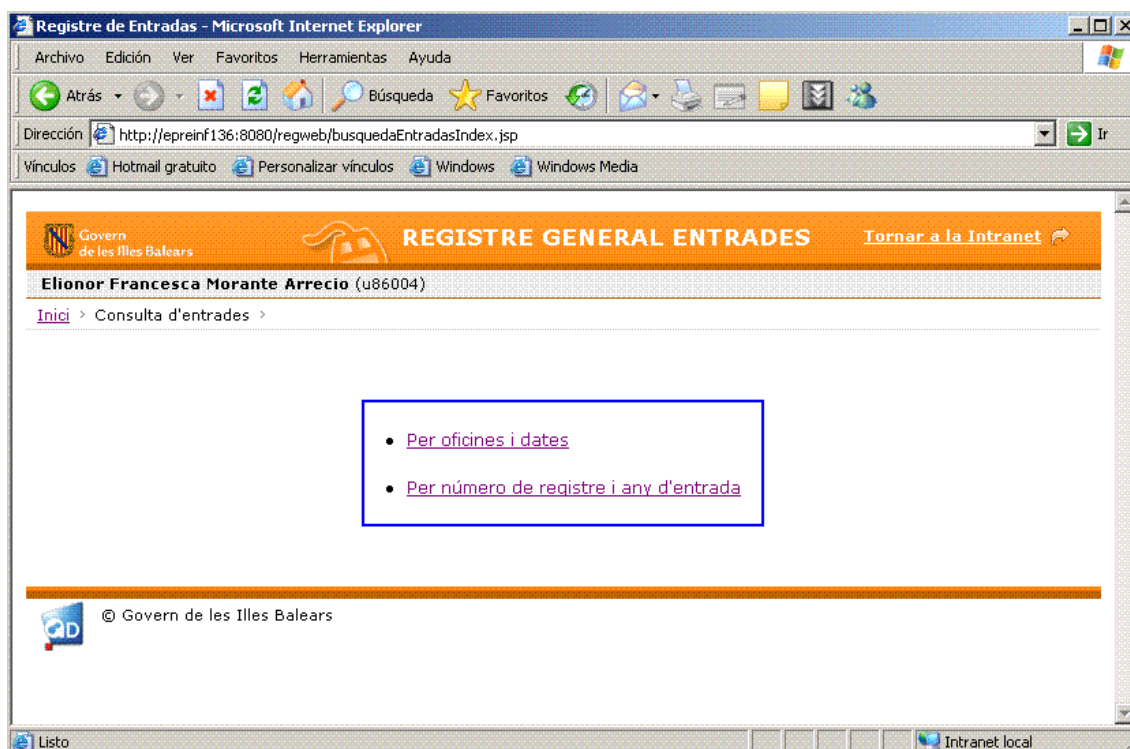 Registre de Entradas - Microsoft Internet Explorer
Archivo Edición Ver Favoritos Herramientas Ayuda
Atrás Búsqueda Favoritos
Dirección http://epreinf136:8080/regweb/busquedaEntradasIndex.jsp Ir
Vínculos Hotmail gratuito Personalizar vínculos Windows Windows Media
Govern
de les Illes Balears
REGISTRE GENERAL ENTRADES
Tornar a la Intranet
Elionor Francesca Morante Arrecio (u86004)
Inici > Consulta d'entrades >
• Per oficines i dates
• Per número de registre i any d'entrada
© Govern de les Illes Balears
Listo Intranet local